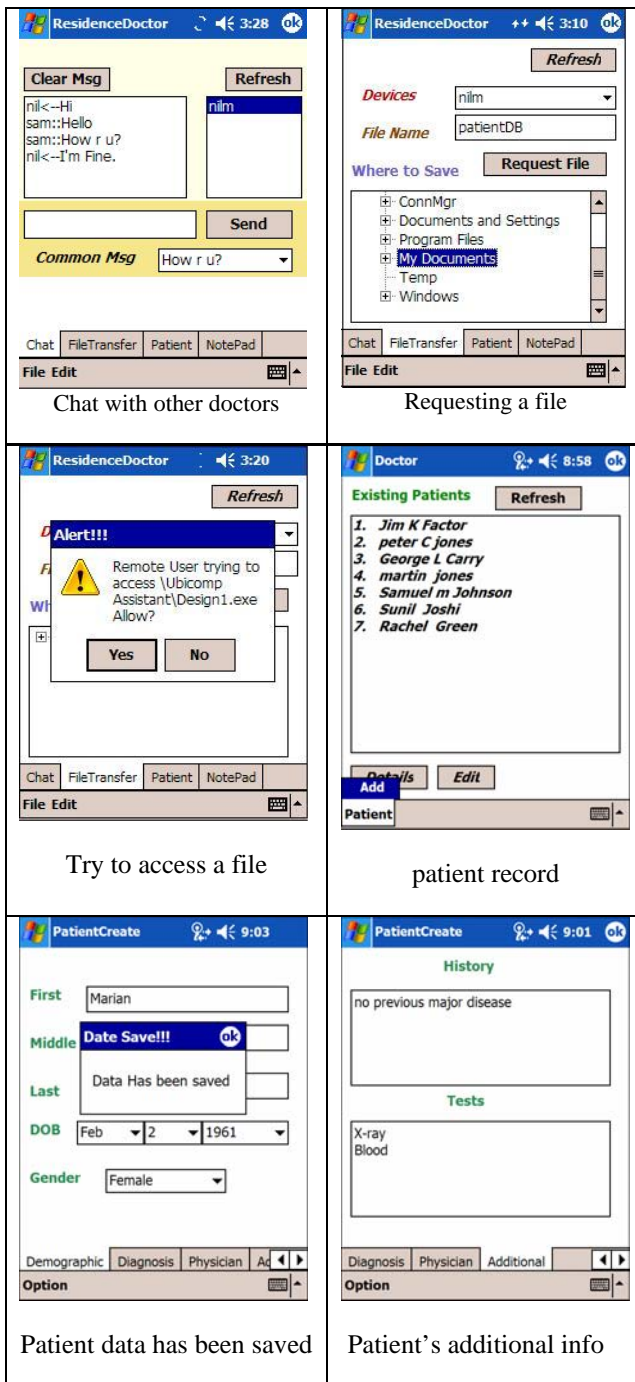 ResidenceDoctor 3:28 ok
Clear Msg Refresh
nil<--Hi
sam::Hello
sam::How r u?
nil<--I'm Fine.
nilm
Send
Common Msg How r u?
Chat FileTransfer Patient NotePad
File Edit
Chat with other doctors
ResidenceDoctor 3:10 ok
Refresh
Devices nilm
File Name patientDB
Where to Save Request File
ConnMgr
Documents and Settings
Program Files
My Documents
Temp
Windows
Chat FileTransfer Patient NotePad
File Edit
Requesting a file
ResidenceDoctor 3:20
Refresh
Alert!!!
Remote User trying to
access \Ubicomp
Assistant\Design1.exe
Allow?
Yes No
Chat FileTransfer Patient NotePad
File Edit
Try to access a file
Doctor 8:58 ok
Existing Patients Refresh
1. Jim K Factor
2. peter C jones
3. George L Carry
4. martin jones
5. Samuel m Johnson
6. Sunil Joshi
7. Rachel Green
Details Edit
Add
Patient
patient record
PatientCreate 9:03
First Marian
Middle
Date Save!!! ok
Data Has been saved
Last
DOB Feb 2 1961
Gender Female
Demographic Diagnosis Physician Ad
Option
Patient data has been saved
PatientCreate 9:01 ok
History
no previous major disease
Tests
X-ray
Blood
Diagnosis Physician Additional
Option
Patient's additional info